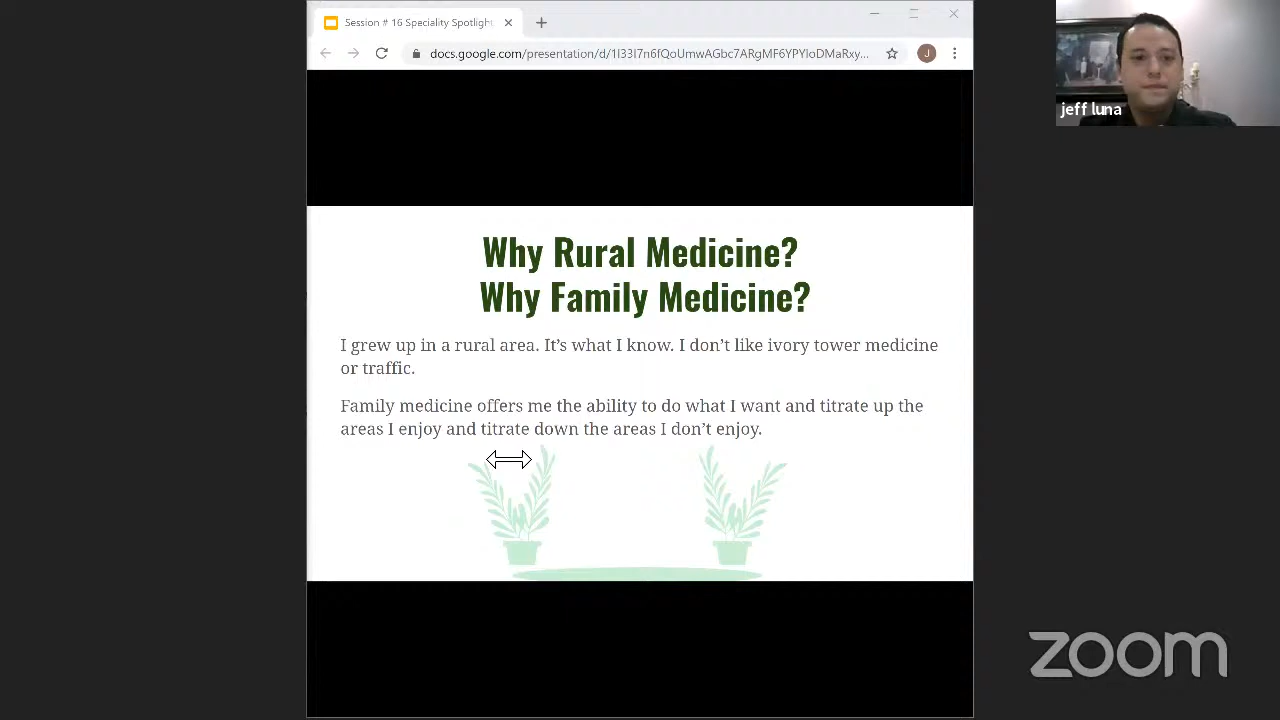 Session # 16 Speciality Spotlight
docs.google.com/presentation/d/1I33I7n6fQoUmwAGbc7ARgMF6YPYIoDMaRxy...
J
jeff luna
Why Rural Medicine?
Why Family Medicine?
I grew up in a rural area. It’s what I know. I don’t like ivory tower medicine
or traffic.
Family medicine offers me the ability to do what I want and titrate up the
areas I enjoy and titrate down the areas I don’t enjoy.
zoom